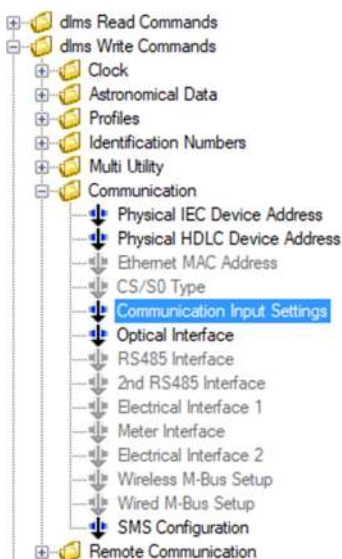 dlms Read Commands
dlms Write Commands
Clock
Astronomical Data
Profiles
Identification Numbers
Multi Utility
Communication
Physical IEC Device Address
Physical HDLC Device Address
Ethernet MAC Address
CS/S0 Type
Communication Input Settings
Optical Interface
RS485 Interface
2nd RS485 Interface
Electrical Interface 1
Meter Interface
Electrical Interface 2
Wireless M-Bus Setup
Wired M-Bus Setup
SMS Configuration
Remote Communication